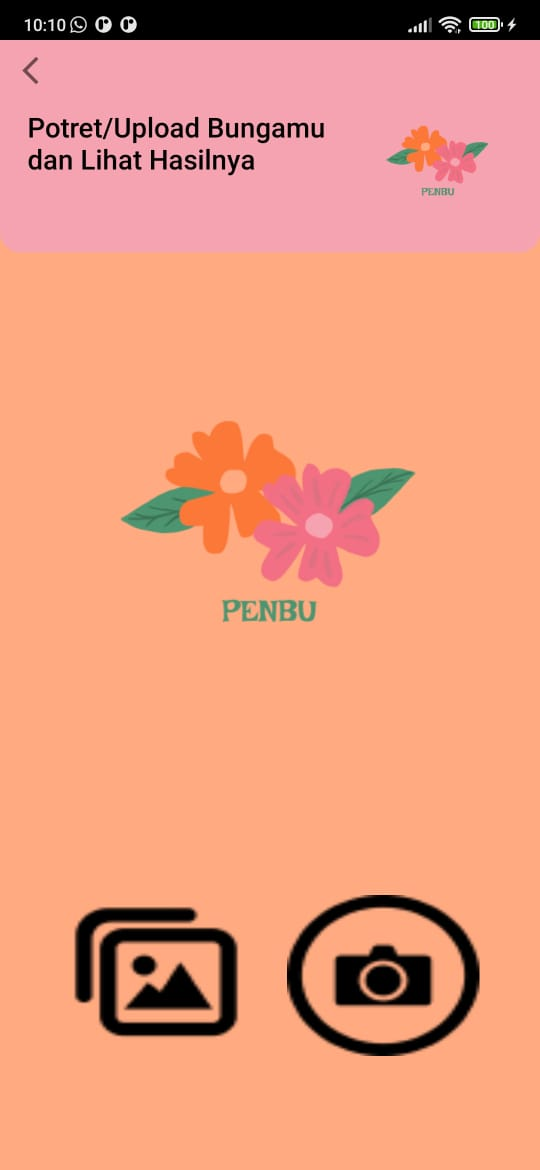 10:10
100
Potret/Upload Bungamu
dan Lihat Hasilnya
PENBU
PENBU